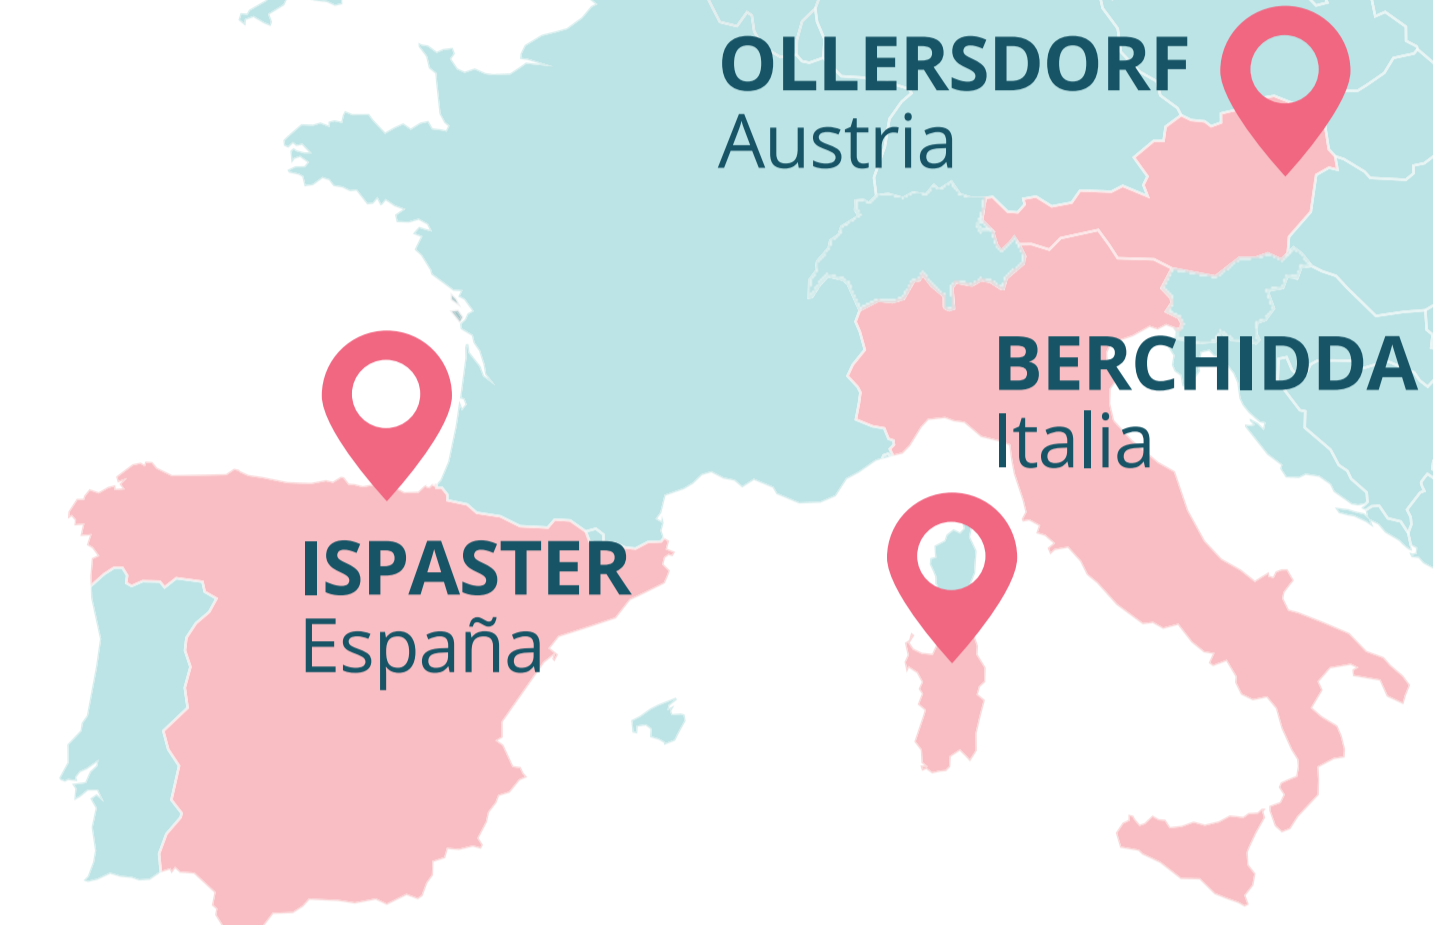 OLLERSDORF
Austria
BERCHIDDA
Italia
ISPASTER
España